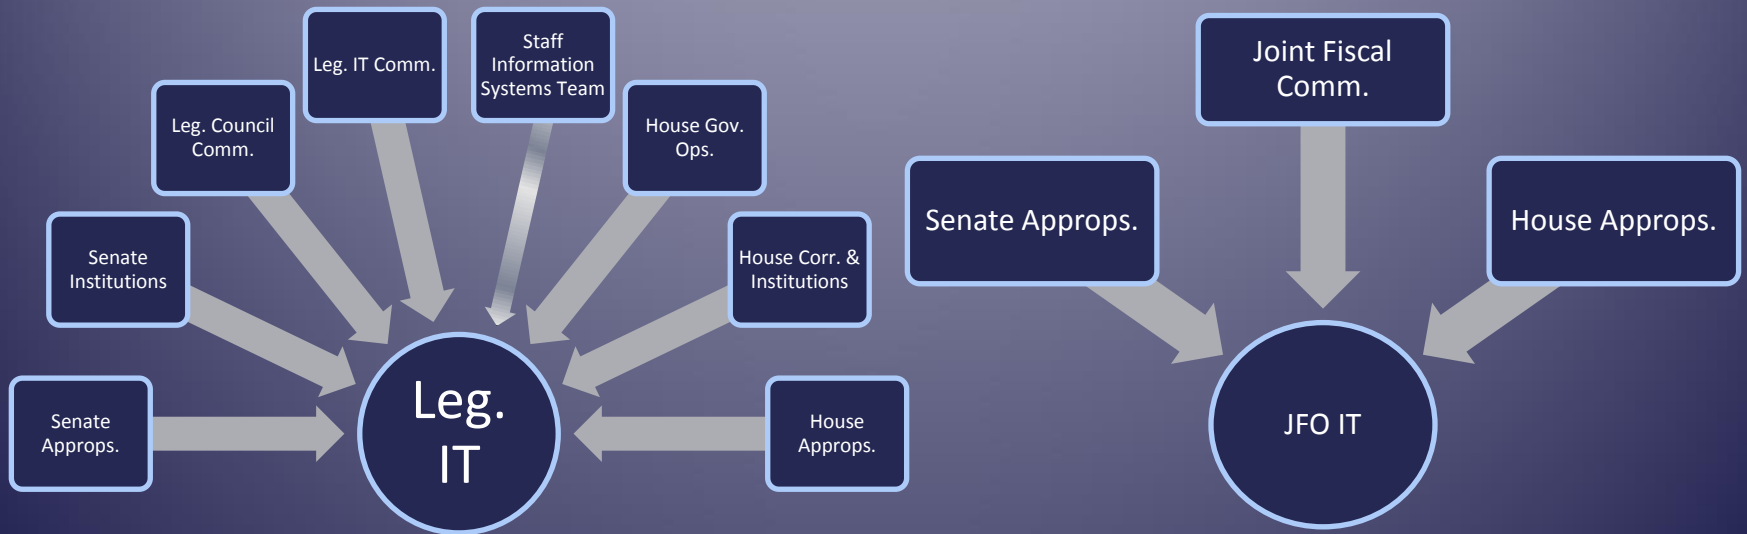 Senate
Approps.
Senate
Institutions
Leg. Council
Comm.
Leg. IT Comm.
Staff
Information
Systems Team
House Gov.
Ops.
House Corr. &
Institutions
House
Approps.
Leg.
IT
Senate Approps.
Joint Fiscal
Comm.
House Approps.
JFO IT